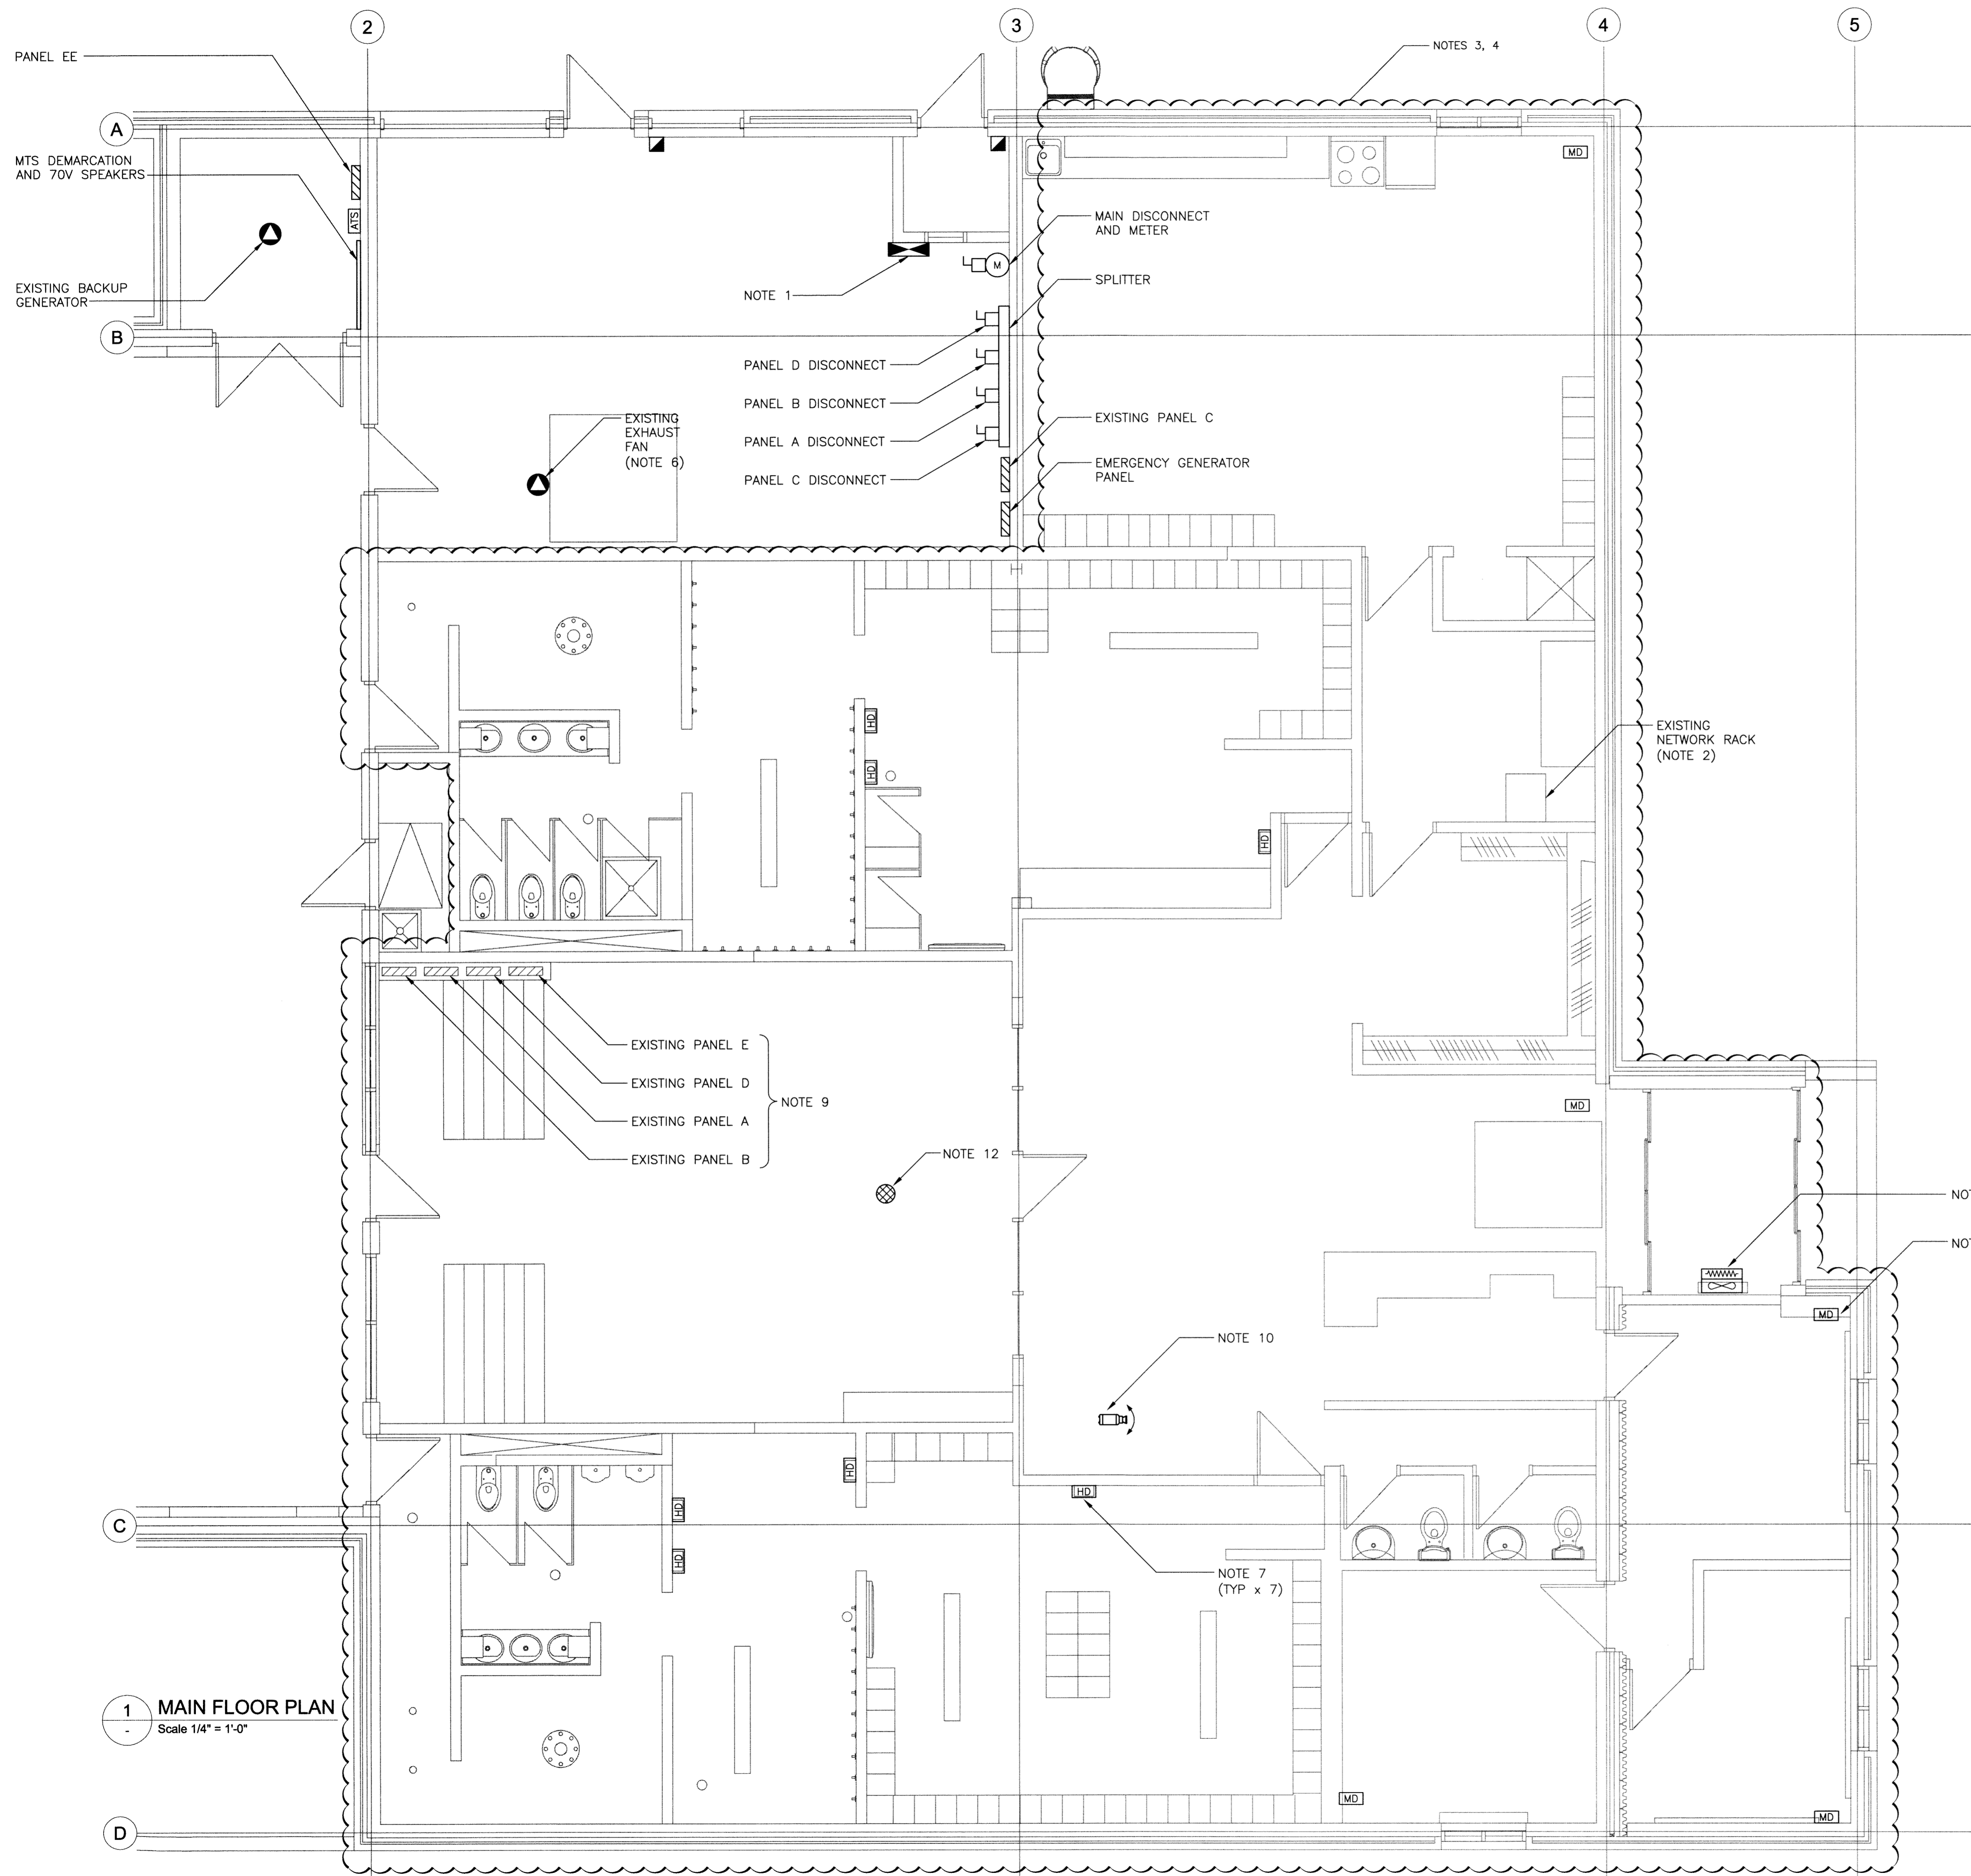 2
3
4
5
PANEL EE
NOTES 3, 4
A
MTS DEMARCATION
AND 70V SPEAKERS
MD
ATS
MAIN DISCONNECT
AND METER
M
EXISTING BACKUP
GENERATOR
NOTE 1
SPLITTER
B
PANEL D DISCONNECT
PANEL B DISCONNECT
EXISTING
EXHAUST
FAN
(NOTE 6)
PANEL A DISCONNECT
PANEL C DISCONNECT
EXISTING PANEL C
EMERGENCY GENERATOR
PANEL
HD
HD
EXISTING
NETWORK RACK
(NOTE 2)
HD
EXISTING PANEL E
EXISTING PANEL D
EXISTING PANEL A
EXISTING PANEL B
NOTE 9
MD
NOTE 12
MD
NOTE 10
HD
HD
HD
HD
C
NOTE 7
(TYP x 7)
1
-
MAIN FLOOR PLAN
Scale 1/4" = 1'-0"
MD
MD
D